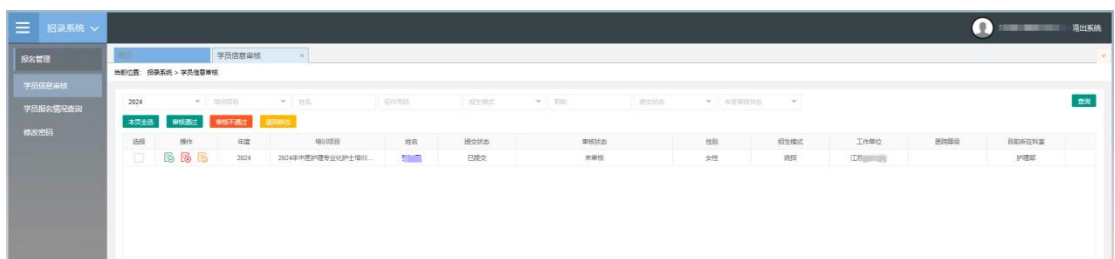 招录系统
退出系统
报名管理
首页
学员信息审核 ×
当前位置: 招录系统 > 学员信息审核
学员信息审核
学员报名情况查询
修改密码
2024 培训项目 姓名 证件号码 招生模式 职称 提交状态 本级审核状态 查询
本页全选 审核通过 审核不通过 退回修改
选择 操作 年度 培训项目 姓名 提交状态 审核状态 性别 招生模式 工作单位 医院等级 目前所在科室
2024 2024年中医护理专业化护士培训... 已提交 未审核 女性 统招 江苏 护理部